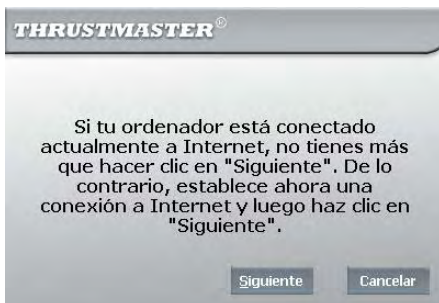 THRUSTMASTER®
Si tu ordenador está conectado
actualmente a Internet, no tienes más
que hacer clic en "Siguiente". De lo
contrario, establece ahora una
conexión a Internet y luego haz clic en
"Siguiente".
Siguiente Cancelar